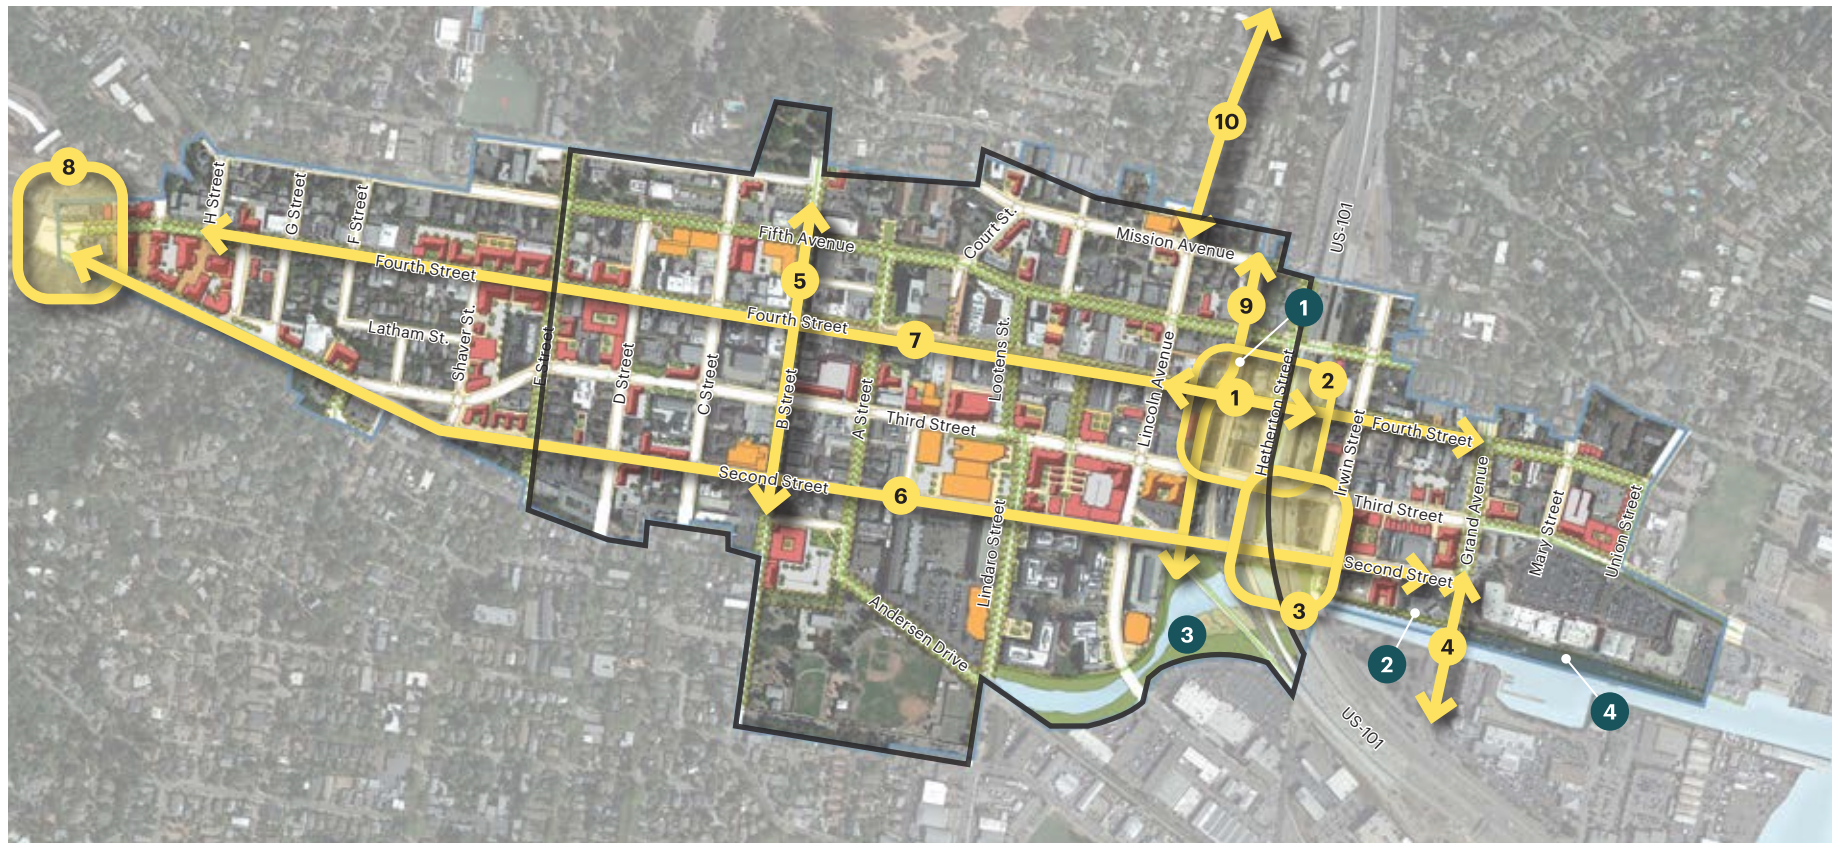 10
8
H Street
G Street
F Street
Court St.
Mission Avenue
US-101
Fifth Avenue
Fourth Street
5
9
1
Fourth Street
7
Latham St.
Shaver St.
E Street
D Street
C Street
B Street
A Street
Lootens St.
Lincoln Avenue
Hetherton Street
2
1
Irwin Street
Fourth Street
Third Street
Second Street
6
Third Street
Grand Avenue
Mary Street
Union Street
Lindaro Street
Second Street
Andersen Drive
3
3
2
4
4
US-101